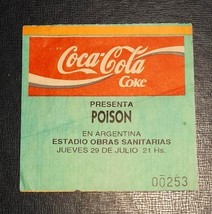 Coca-Cola
Coke
PRESENTA
POISON
EN ARGENTINA
ESTADIO OBRAS SANITARIAS
JUEVES 29 DE JULIO 21 Hs.
00253